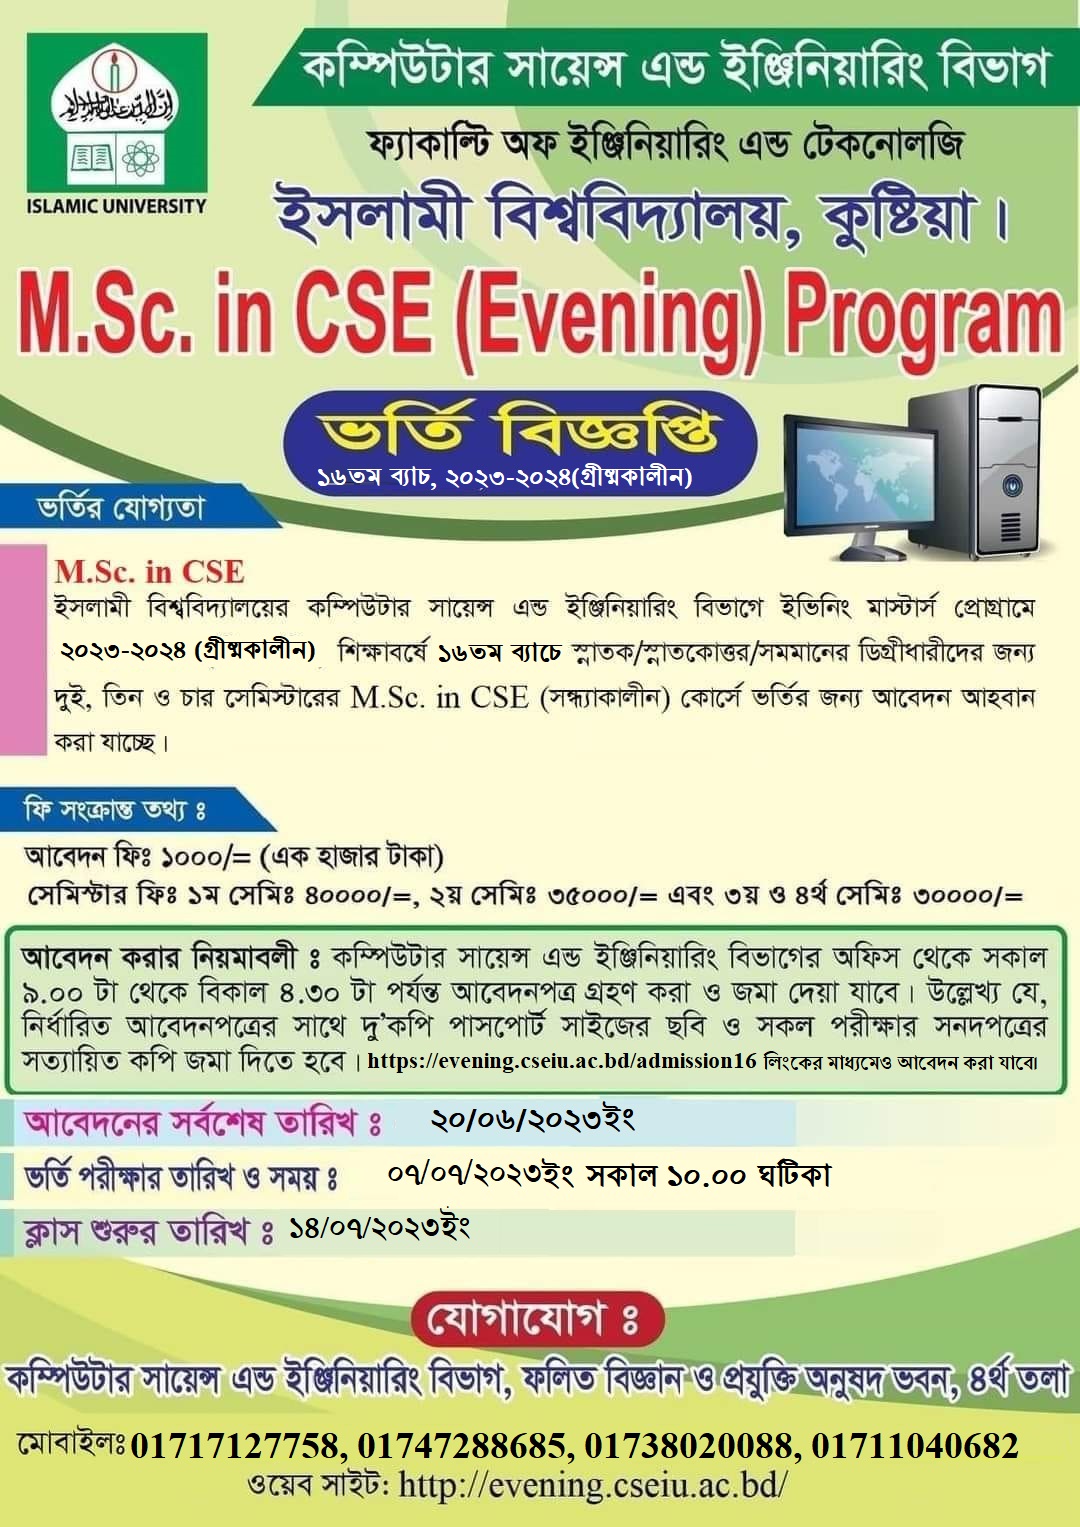 কম্পিউটার সায়েন্স এন্ড ইঞ্জিনিয়ারিং বিভাগ
ফ্যাকাল্টি অফ ইঞ্জিনিয়ারিং এন্ড টেকনোলজি
ISLAMIC UNIVERSITY
ইসলামী বিশ্ববিদ্যালয়, কুষ্টিয়া।
M.Sc. in CSE (Evening) Program
ভর্তি বিজ্ঞপ্তি
১৬তম ব্যাচ, ২০২৩-২০২৪(গ্রীষ্মকালীন)
ভর্তির যোগ্যতা
M.Sc. in CSE
ইসলামী বিশ্ববিদ্যালয়ের কম্পিউটার সায়েন্স এন্ড ইঞ্জিনিয়ারিং বিভাগে ইভিনিং মাস্টার্স প্রোগ্রামে
২০২৩-২০২৪ (গ্রীষ্মকালীন) শিক্ষাবর্ষে ১৬তম ব্যাচে স্নাতক/স্নাতকোত্তর/সমমানের ডিগ্রীধারীদের জন্য
দুই, তিন ও চার সেমিস্টারের M.Sc. in CSE (সন্ধ্যাকালীন) কোর্সে ভর্তির জন্য আবেদন আহবান
করা যাচ্ছে।
ফি সংক্রান্ত তথ্য ঃ
আবেদন ফিঃ ১০০০/= (এক হাজার টাকা)
সেমিস্টার ফিঃ ১ম সেমিঃ ৪০০০০/=, ২য় সেমিঃ ৩৫০০০/= এবং ৩য় ও ৪র্থ সেমিঃ ৩০০০০/=
আবেদন করার নিয়মাবলী ঃ কম্পিউটার সায়েন্স এন্ড ইঞ্জিনিয়ারিং বিভাগের অফিস থেকে সকাল
৯.০০ টা থেকে বিকাল ৪.৩০ টা পর্যন্ত আবেদনপত্র গ্রহণ করা ও জমা দেয়া যাবে। উল্লেখ্য যে,
নির্ধারিত আবেদনপত্রের সাথে দু'কপি পাসপোর্ট সাইজের ছবি ও সকল পরীক্ষার সনদপত্রের
সত্যায়িত কপি জমা দিতে হবে। https://evening.cseiu.ac.bd/admission16 লিংকের মাধ্যমেও আবেদন করা যাবে।
আবেদনের সর্বশেষ তারিখ ঃ ২০/০৬/২০২৩ইং
ভর্তি পরীক্ষার তারিখ ও সময় ঃ ০৭/০৭/২০২৩ইং সকাল ১০.০০ ঘটিকা
ক্লাস শুরুর তারিখ ঃ ১৪/০৭/২০২৩ইং
যোগাযোগ ঃ
কম্পিউটার সায়েন্স এন্ড ইঞ্জিনিয়ারিং বিভাগ, ফলিত বিজ্ঞান ও প্রযুক্তি অনুষদ ভবন, ৪র্থ তলা
মোবাইলঃ 01717127758, 01747288685, 01738020088, 01711040682
ওয়েব সাইট: http://evening.cseiu.ac.bd/